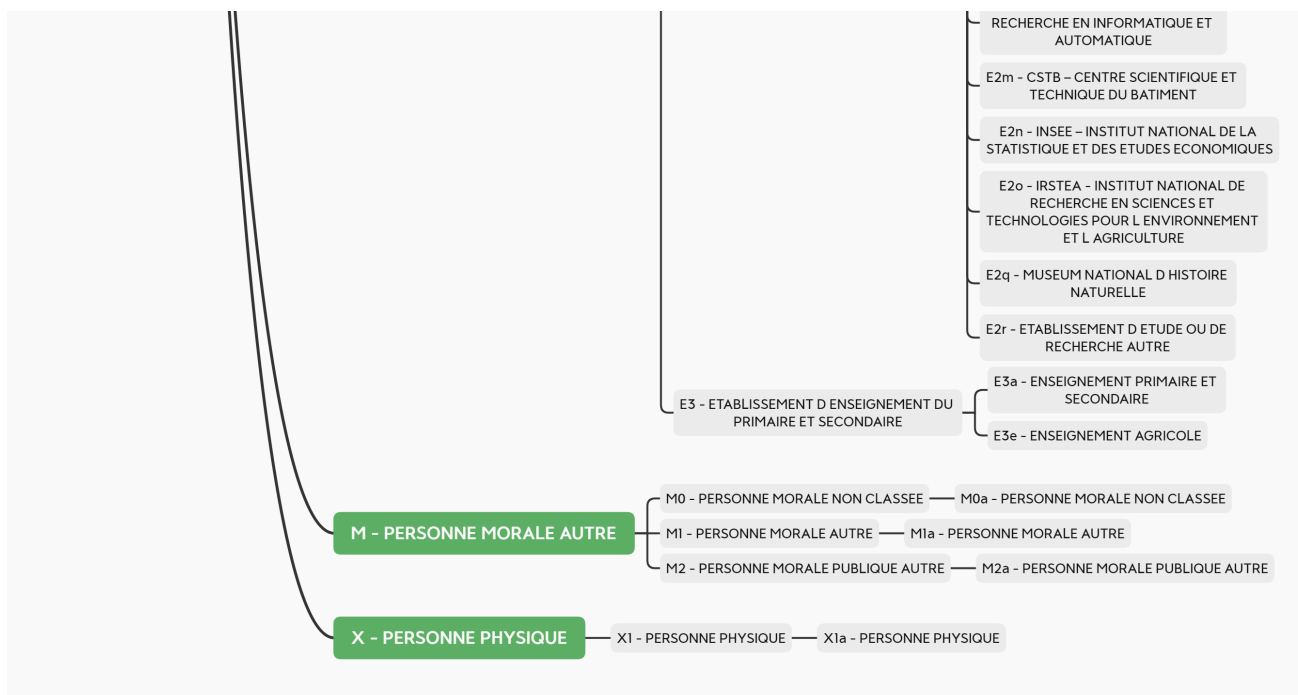 RECHERCHE EN INFORMATIQUE ET
AUTOMATIQUE
E2m - CSTB – CENTRE SCIENTIFIQUE ET
TECHNIQUE DU BATIMENT
E2n - INSEE – INSTITUT NATIONAL DE LA
STATISTIQUE ET DES ETUDES ECONOMIQUES
E2o - IRSTEA - INSTITUT NATIONAL DE
RECHERCHE EN SCIENCES ET
TECHNOLOGIES POUR L ENVIRONNEMENT
ET L AGRICULTURE
E2q - MUSEUM NATIONAL D HISTOIRE
NATURELLE
E2r - ETABLISSEMENT D ETUDE OU DE
RECHERCHE AUTRE
E3 - ETABLISSEMENT D ENSEIGNEMENT DU
PRIMAIRE ET SECONDAIRE
E3a - ENSEIGNEMENT PRIMAIRE ET
SECONDAIRE
E3e - ENSEIGNEMENT AGRICOLE
M - PERSONNE MORALE AUTRE
M0 - PERSONNE MORALE NON CLASSEE
M0a - PERSONNE MORALE NON CLASSEE
M1 - PERSONNE MORALE AUTRE
M1a - PERSONNE MORALE AUTRE
M2 - PERSONNE MORALE PUBLIQUE AUTRE
M2a - PERSONNE MORALE PUBLIQUE AUTRE
X - PERSONNE PHYSIQUE
X1 - PERSONNE PHYSIQUE
X1a - PERSONNE PHYSIQUE